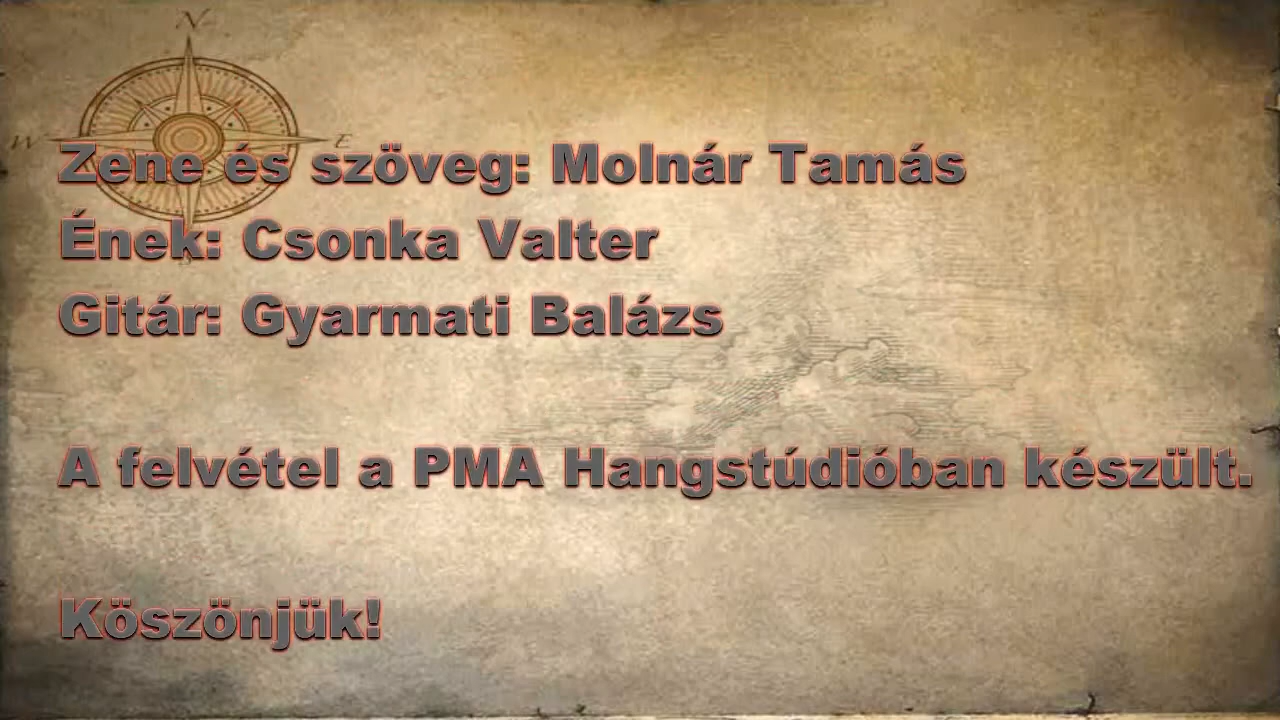 N
W E
Zene és szöveg: Molnár Tamás
Ének: Csonka Valter
Gitár: Gyarmati Balázs
A felvétel a PMA Hangstúdióban készült.
Köszönjük!